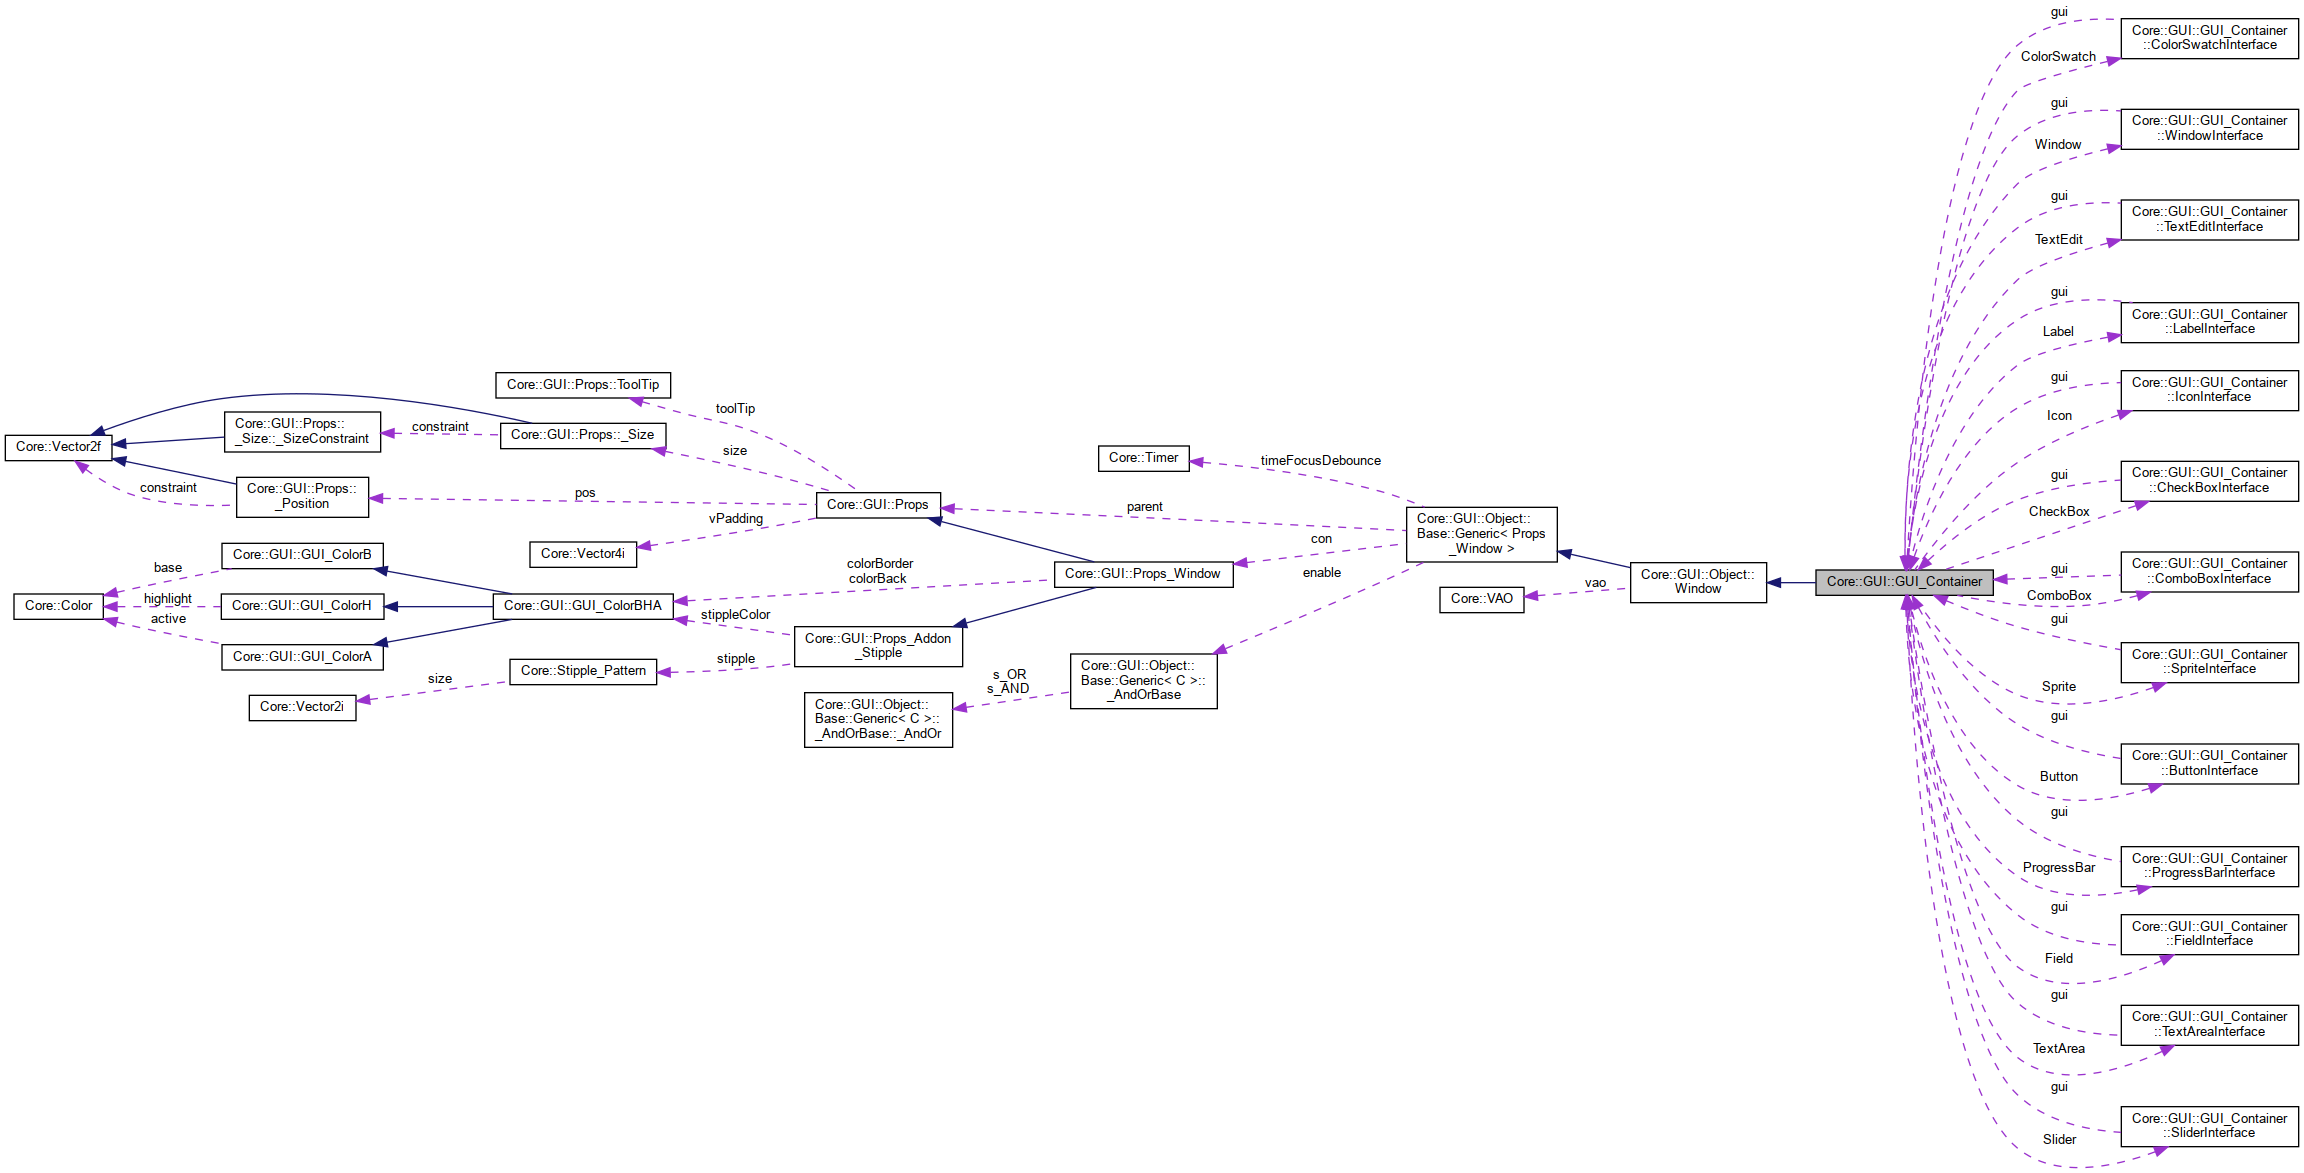 gui
Core::GUI::GUI_Container
::ColorSwatchInterface
ColorSwatch
gui
Core::GUI::GUI_Container
::WindowInterface
Window
gui
Core::GUI::GUI_Container
::TextEditInterface
TextEdit
gui
Core::GUI::GUI_Container
::LabelInterface
Label
gui
Core::GUI::GUI_Container
::IconInterface
Icon
gui
Core::GUI::GUI_Container
::CheckBoxInterface
CheckBox
gui
Core::GUI::GUI_Container
::ComboBoxInterface
ComboBox
gui
Core::GUI::GUI_Container
::SpriteInterface
Sprite
gui
Core::GUI::GUI_Container
::ButtonInterface
Button
gui
Core::GUI::GUI_Container
::ProgressBarInterface
ProgressBar
gui
Core::GUI::GUI_Container
::FieldInterface
Field
gui
Core::GUI::GUI_Container
::TextAreaInterface
TextArea
gui
Core::GUI::GUI_Container
::SliderInterface
Slider
Core::GUI::GUI_Container
Core::GUI::Object::
Window
vao
Core::VAO
Core::GUI::Object::
Base::Generic< Props
_Window >
timeFocusDebounce
Core::Timer
parent
con
enable
Core::GUI::Props_Window
Core::GUI::Object::
Base::Generic< C >::
_AndOrBase
s_OR
s_AND
Core::GUI::Object::
Base::Generic< C >::
_AndOrBase::_AndOr
Core::GUI::Props
toolTip
size
pos
vPadding
colorBorder
colorBack
stippleColor
Core::GUI::Props_Addon
_Stipple
stipple
Core::GUI::Props::ToolTip
Core::GUI::Props::_Size
constraint
Core::GUI::Props::
_Size::_SizeConstraint
Core::Vector2f
Core::GUI::Props::
_Position
constraint
Core::Vector4i
Core::GUI::GUI_ColorBHA
Core::GUI::GUI_ColorB
base
Core::GUI::GUI_ColorH
highlight
Core::Color
active
Core::GUI::GUI_ColorA
Core::Stipple_Pattern
size
Core::Vector2i